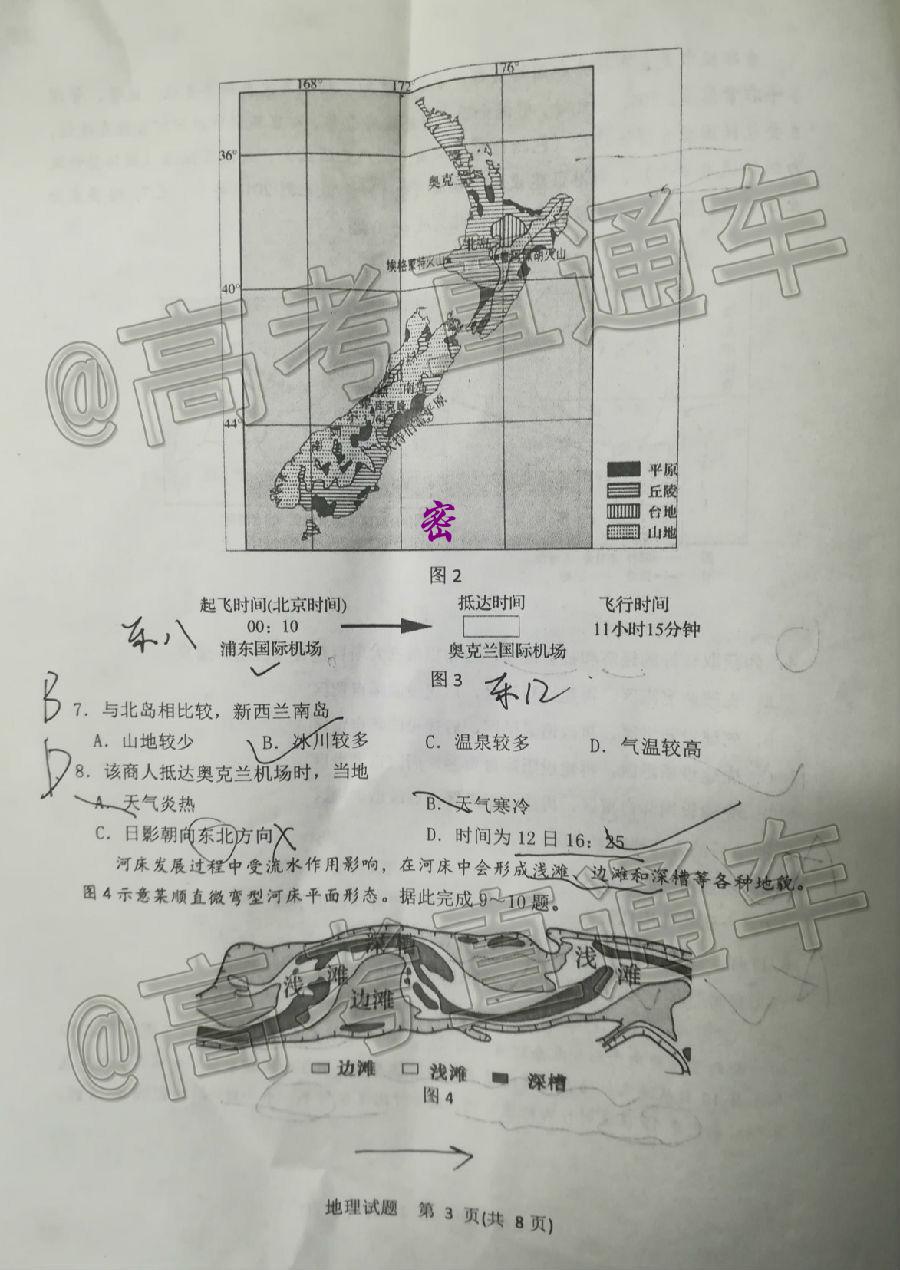 168° 172 176°
36°
奥克
北岛
埃格蒙特火山
40°
南岛
库克峰
44°
平原
丘陵
台地
山地
密
图2
起飞时间(北京时间) 抵达时间 飞行时间
00：10 11小时15分钟
浦东国际机场 奥克兰国际机场
东八
图3
东12
B
7．与北岛相比较，新西兰南岛
A．山地较少 B．冰川较多 C．温泉较多 D．气温较高
D
8．该商人抵达奥克兰机场时，当地
A．天气炎热 B．天气寒冷
C．日影朝向东北方向 D．时间为12日16：25
河床发展过程中受流水作用影响，在河床中会形成浅滩、边滩和深槽等各种地貌。
图4示意某顺直微弯型河床平面形态。据此完成9～10题。
深槽
浅滩
边滩
浅滩
边滩 浅滩 深槽
图4
地理试题 第 3 页(共 8 页)
@高考直通车
@高考直通车